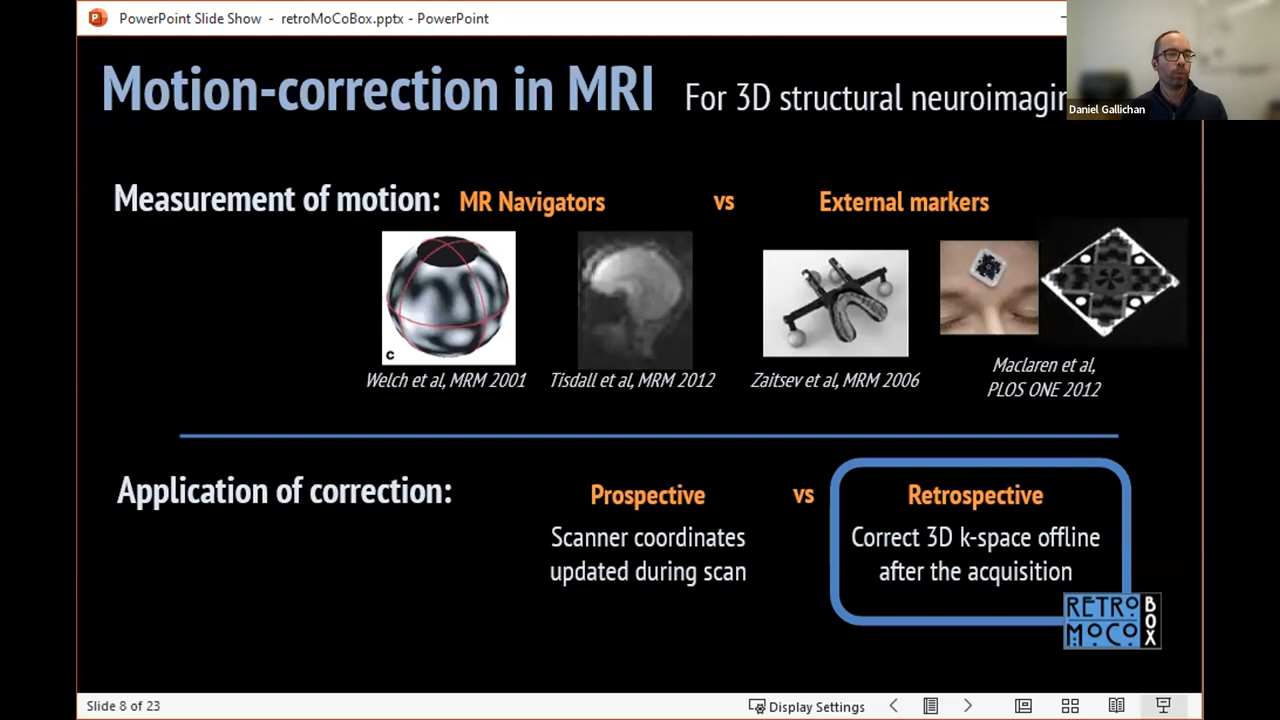 PowerPoint Slide Show - retroMoCoBox.pptx - PowerPoint
Daniel Gallichan
Motion-correction in MRI
For 3D structural neuroimagin
Measurement of motion:
MR Navigators
vs
External markers
c
Welch et al, MRM 2001
Tisdall et al, MRM 2012
Zaitsev et al, MRM 2006
Maclaren et al,
PLOS ONE 2012
Application of correction:
Prospective
vs
Retrospective
Scanner coordinates
updated during scan
Correct 3D k-space offline
after the acquisition
RETRO
MOCO
BOX
Slide 8 of 23
Display Settings